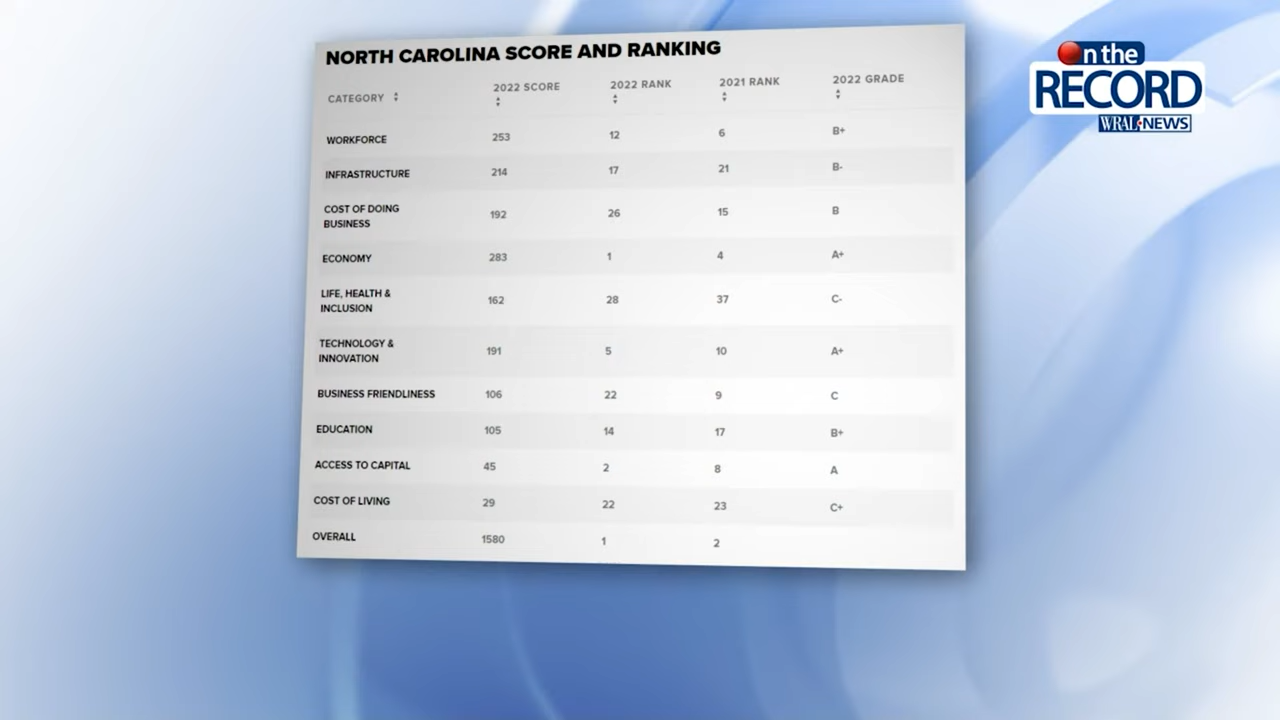 NORTH CAROLINA SCORE AND RANKING
CATEGORY 2022 SCORE 2022 RANK 2021 RANK 2022 GRADE
WORKFORCE 253 12 6 B+
INFRASTRUCTURE 214 17 21 B-
COST OF DOING
BUSINESS 192 26 15 B
ECONOMY 283 1 4 A+
LIFE, HEALTH &
INCLUSION 162 28 37 C-
TECHNOLOGY &
INNOVATION 191 5 10 A+
BUSINESS FRIENDLINESS 106 22 9 C
EDUCATION 105 14 17 B+
ACCESS TO CAPITAL 45 2 8 A
COST OF LIVING 29 22 23 C+
OVERALL 1580 1 2
On the
RECORD
WRAL NEWS